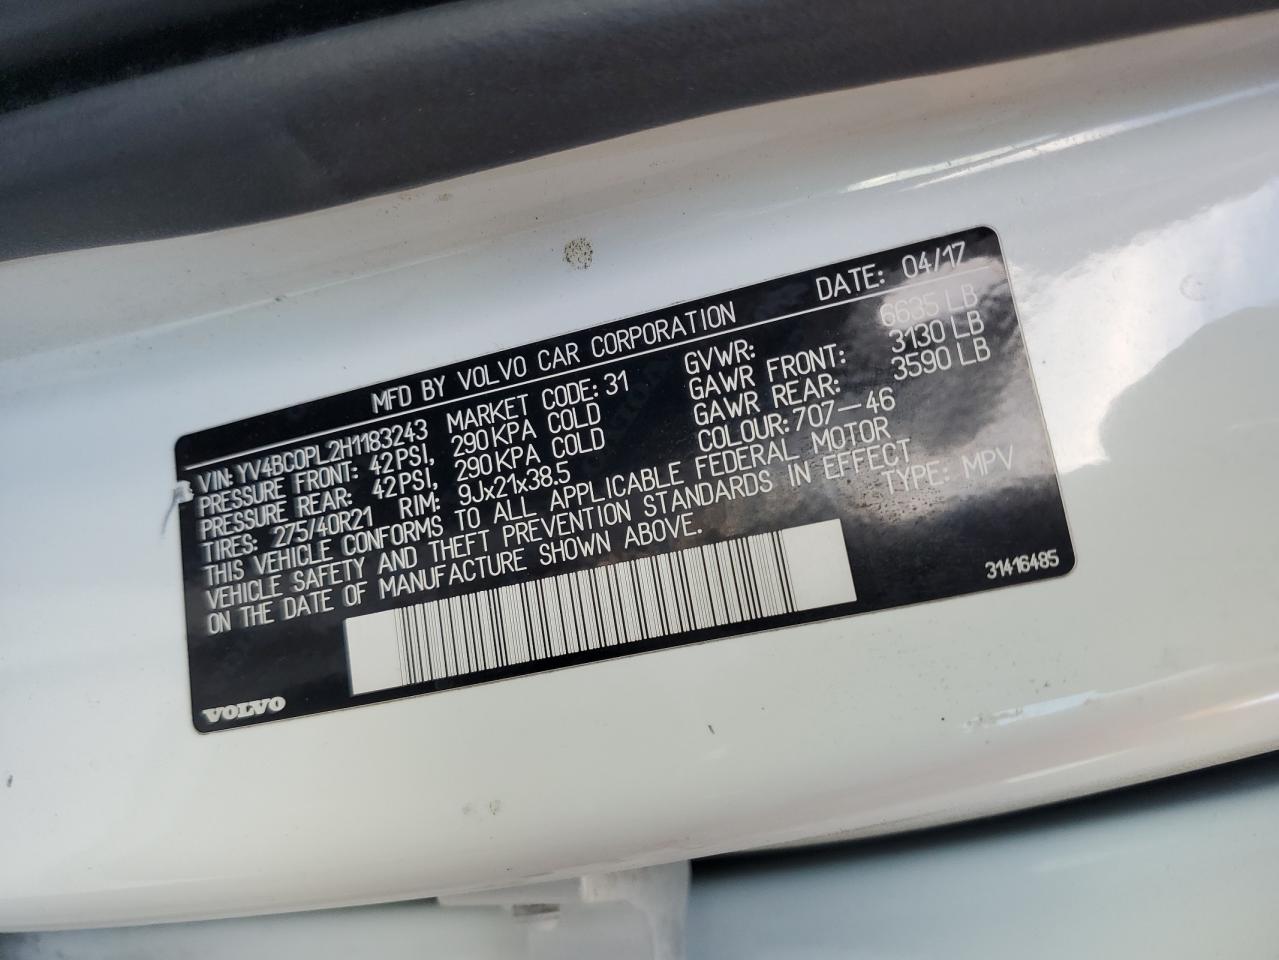 MFD BY VOLVO CAR CORPORATION DATE: 04/17
VIN: YV4BC0PL2H1183243 MARKET CODE: 31 GVWR: 6635 LB
PRESSURE FRONT: 42PSI, 290KPA COLD GAWR FRONT: 3130 LB
PRESSURE REAR: 42PSI, 290KPA COLD GAWR REAR: 3590 LB
TIRES: 275/40R21 RIM: 9Jx21x38.5 COLOUR: 707-46
THIS VEHICLE CONFORMS TO ALL APPLICABLE FEDERAL MOTOR
VEHICLE SAFETY AND THEFT PREVENTION STANDARDS IN EFFECT
ON THE DATE OF MANUFACTURE SHOWN ABOVE. TYPE: MPV
31416485
VOLVO